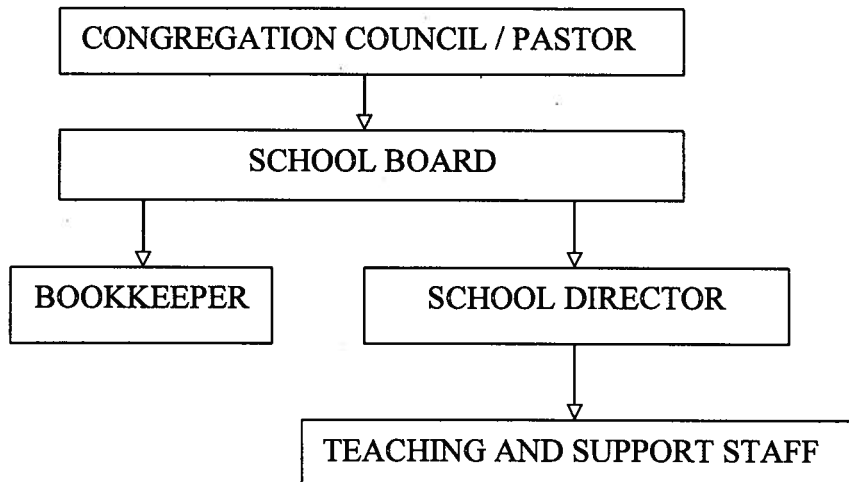 CONGREGATION COUNCIL / PASTOR
SCHOOL BOARD
BOOKKEEPER
SCHOOL DIRECTOR
TEACHING AND SUPPORT STAFF